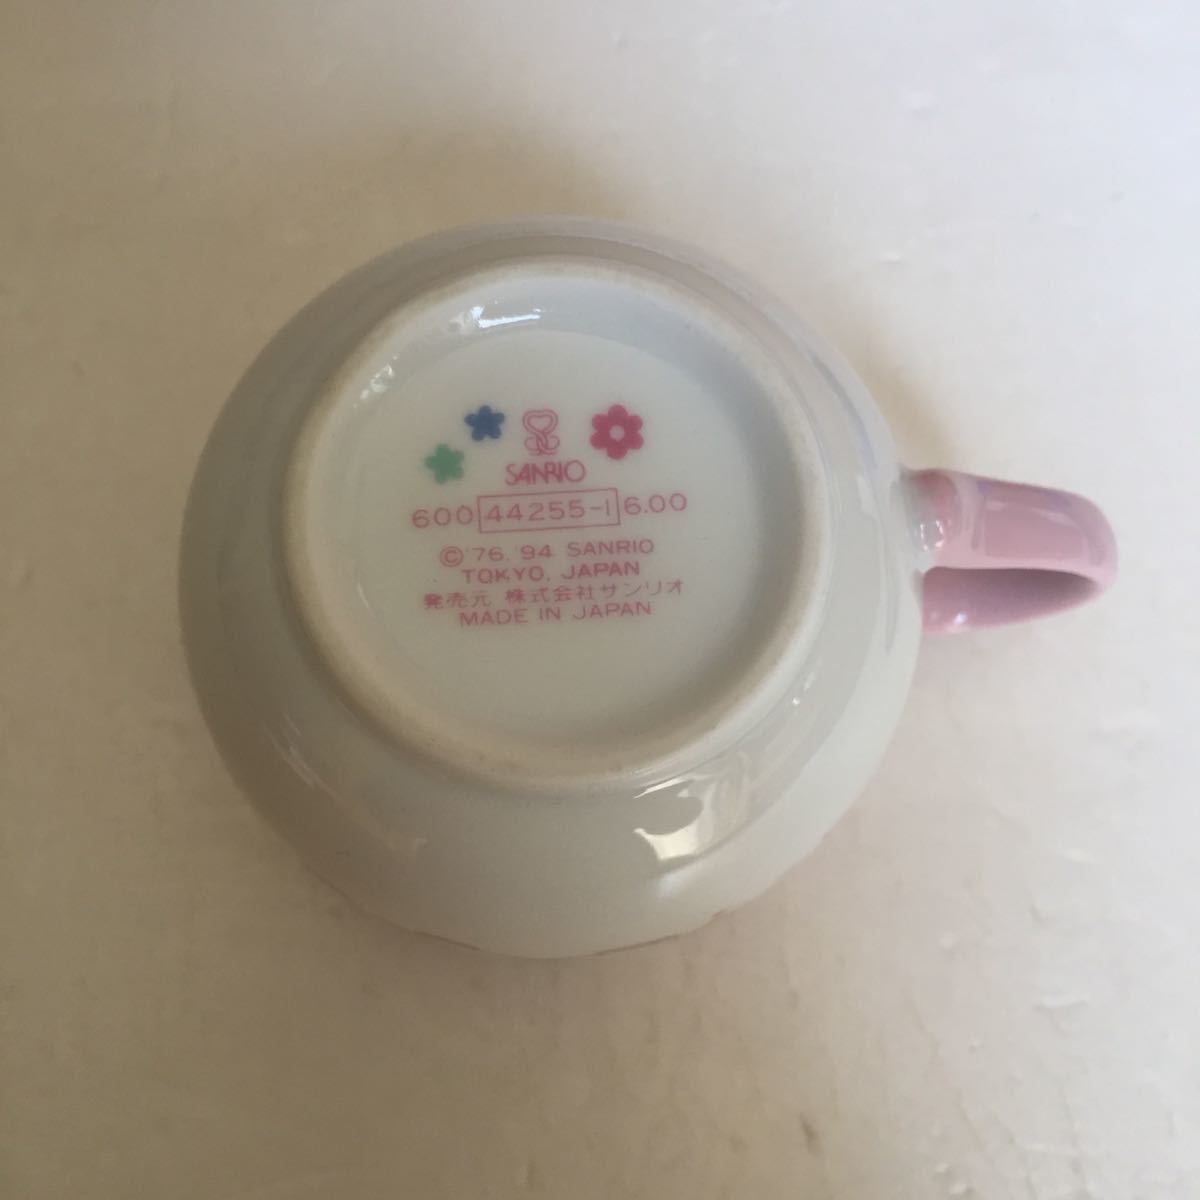 SANRIO
600 44255-1 6.00
© '76, '94 SANRIO
TOKYO, JAPAN
発売元 株式会社サンリオ
MADE IN JAPAN